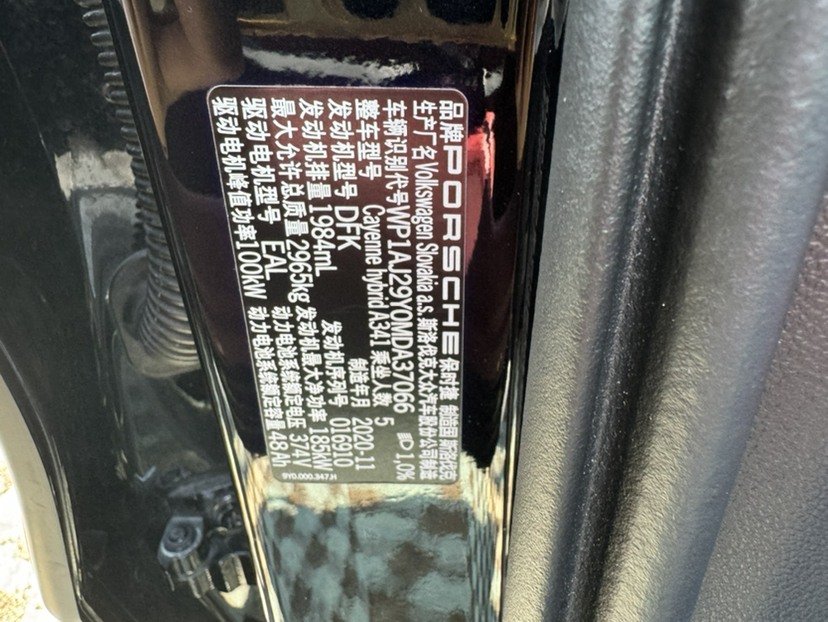 品牌 PORSCHE 保时捷 制造国 斯洛伐克
生产厂名 Volkswagen Slovakia a.s. 斯洛伐克大众汽车股份公司制造
车辆识别代号 WP1AJ29Y0MDA37066
整车型号 Cayenne hybrid A341 乘坐人数 5
发动机型号 DFK 制造年月 2020-11
发动机排量 1984mL 发动机序列号 016910
最大允许总质量 2965kg 发动机最大净功率 185kW
驱动电机型号 EAL 动力电池系统额定电压 374V
驱动电机峰值功率 100kW 动力电池系统额定容量 48Ah
9Y0.000.347.H